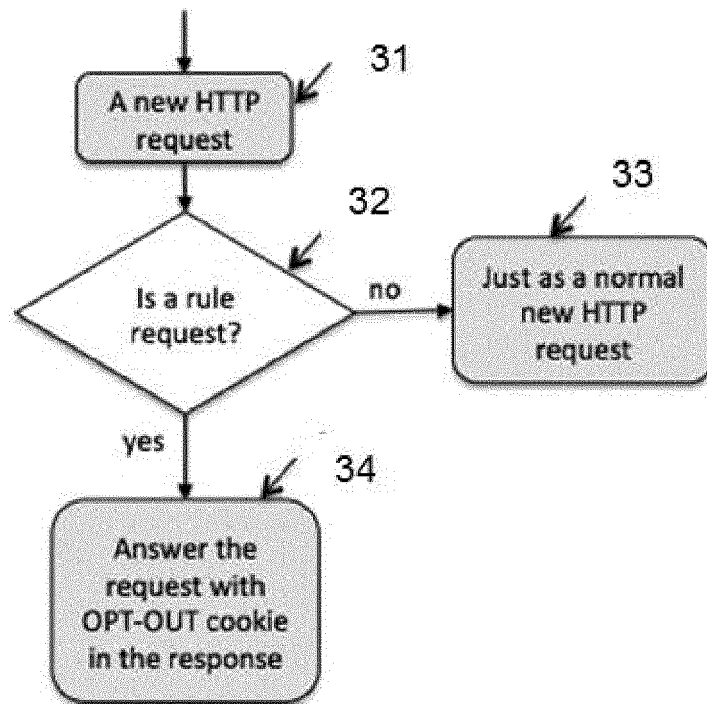 31
A new HTTP
request
32
33
Is a rule
request?
no
Just as a normal
new HTTP
request
yes
34
Answer the
request with
OPT-OUT cookie
in the response